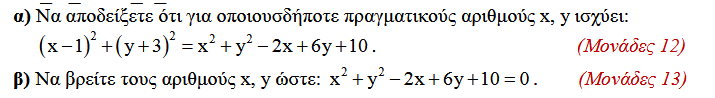 α) Να αποδείξετε ότι για οποιουσδήποτε πραγματικούς αριθμούς x, y ισχύει:
(x−1)² + (y+3)² = x² + y² − 2x + 6y + 10 . (Μονάδες 12)
β) Να βρείτε τους αριθμούς x, y ώστε: x² + y² − 2x + 6y + 10 = 0 . (Μονάδες 13)